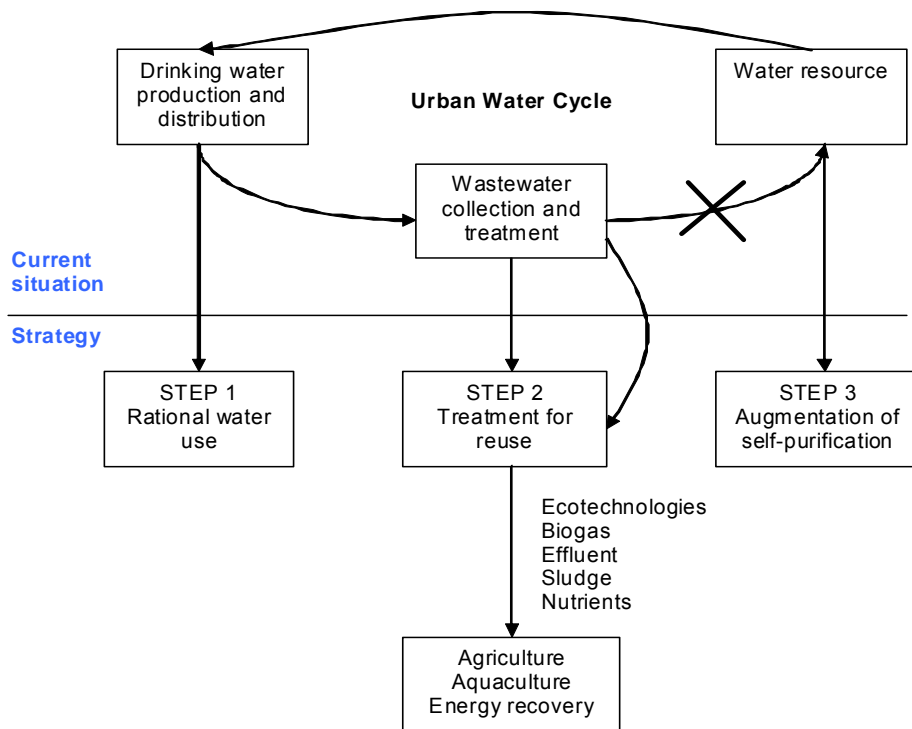 Drinking water
production and
distribution
Urban Water Cycle
Water resource
Wastewater
collection and
treatment
Current
situation
Strategy
STEP 1
Rational water
use
STEP 2
Treatment for
reuse
STEP 3
Augmentation of
self-purification
Ecotechnologies
Biogas
Effluent
Sludge
Nutrients
Agriculture
Aquaculture
Energy recovery